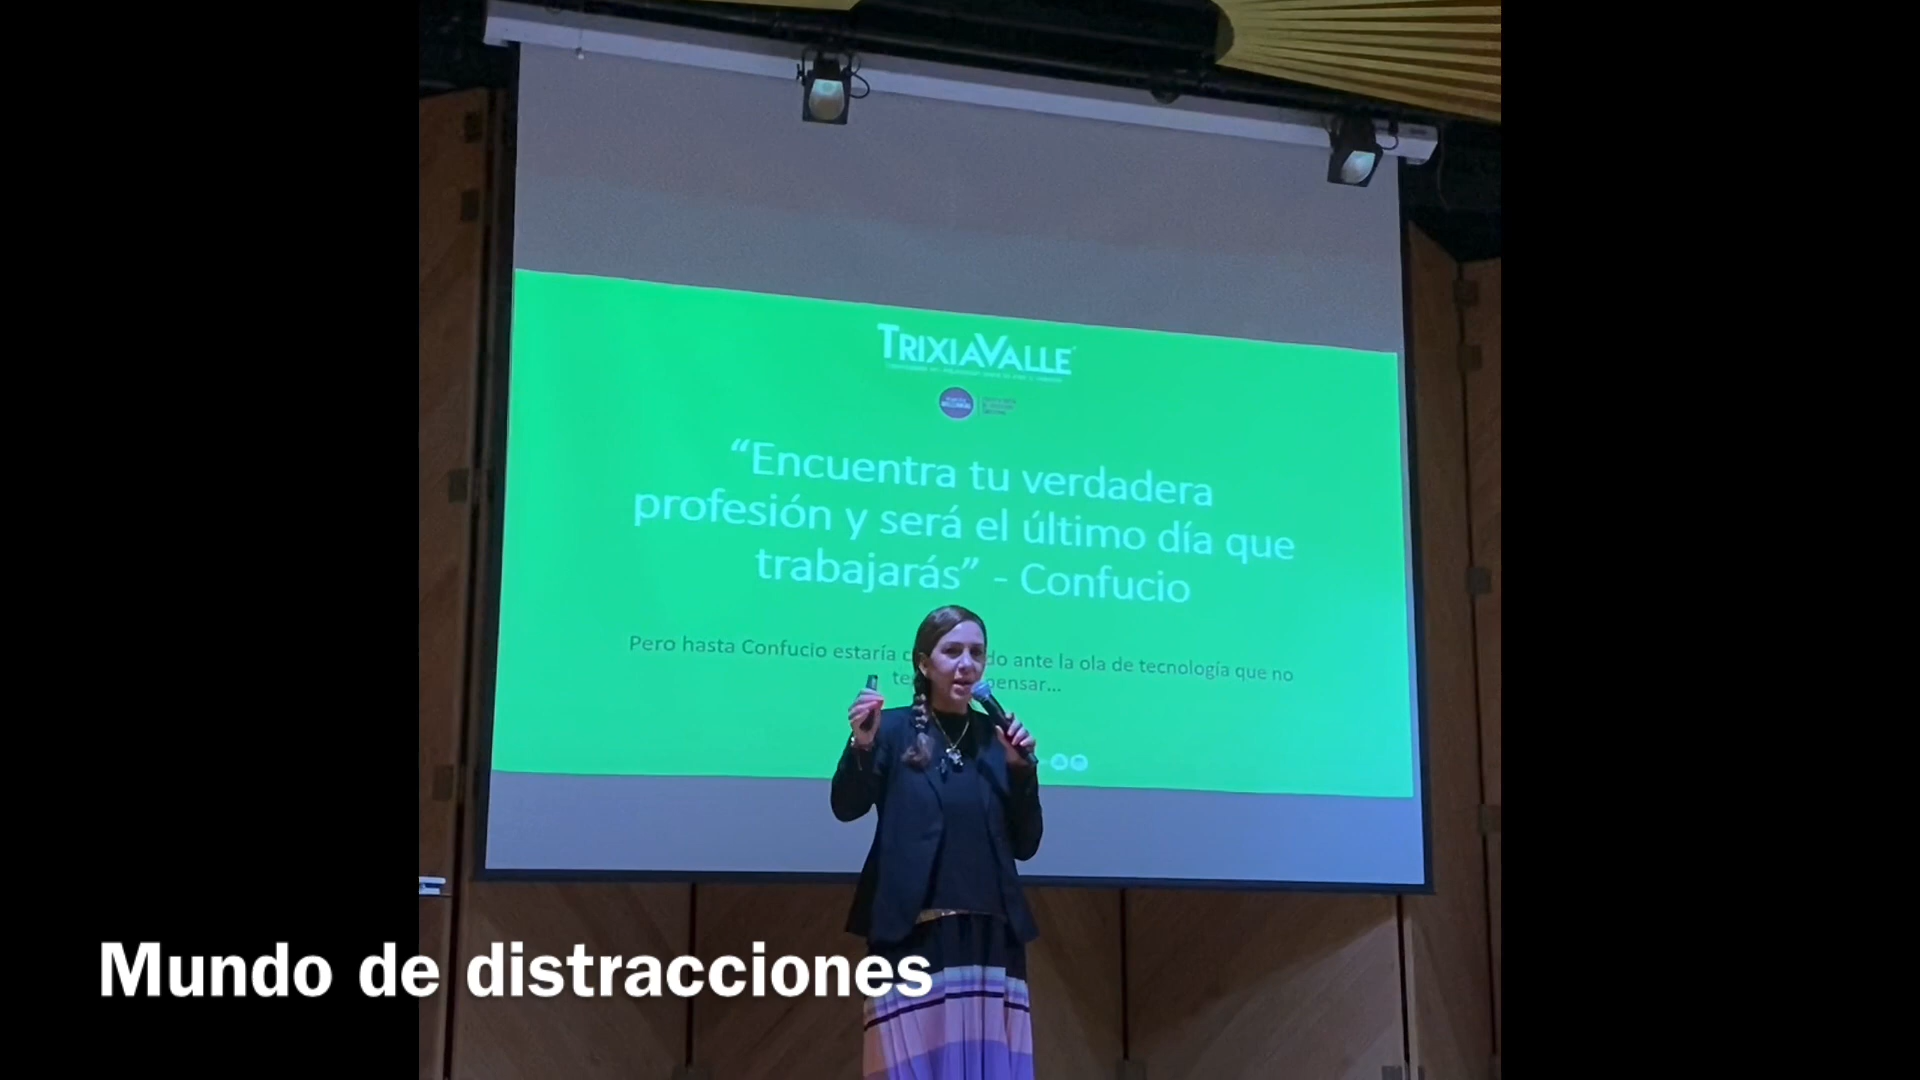 TRIXIAVALLE
“Encuentra tu verdadera
profesión y será el último día que
trabajarás” - Confucio
Pero hasta Confucio estaría do ante la ola de tecnología que no
pensar...
Mundo de distracciones